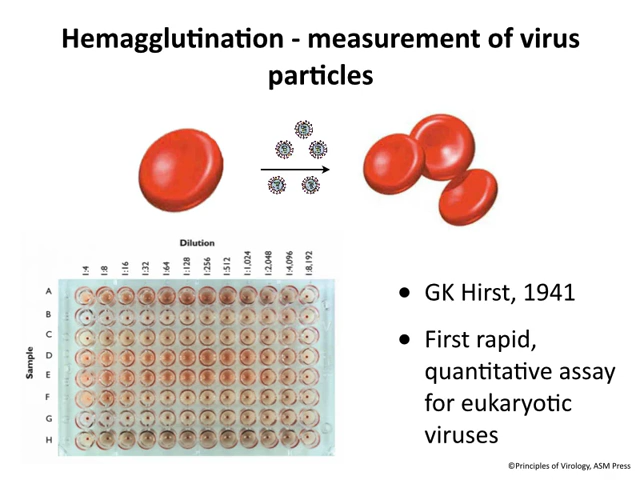 Hemagglutination - measurement of virus
particles
Dilution
1:4 1:8 1:16 1:32 1:64 1:128 1:256 1:512 1:1,024 1:2,048 1:4,096 1:8,192
Sample
A
B
C
D
E
F
G
H
● GK Hirst, 1941
● First rapid,
quantitative assay
for eukaryotic
viruses
©Principles of Virology, ASM Press